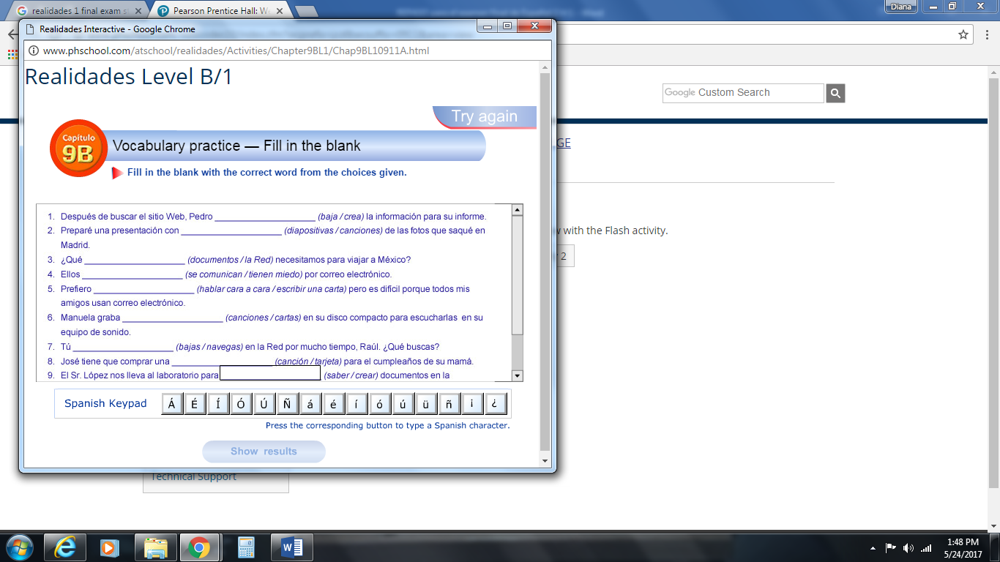 realidades 1 final exam st
Pearson Prentice Hall: We
Diana
Realidades Interactive - Google Chrome
www.phschool.com/atschool/realidades/Activities/Chapter9BL1/Chap9BL10911A.html
Realidades Level B/1
Google Custom Search
Try again
Capítulo
9B
Vocabulary practice — Fill in the blank
GE
Fill in the blank with the correct word from the choices given.
1. Después de buscar el sitio Web, Pedro ____________________ (baja / crea) la información para su informe.
2. Preparé una presentación con ____________________ (diapositivas / canciones) de las fotos que saqué en
Madrid.
w with the Flash activity.
3. ¿Qué ____________________ (documentos / la Red) necesitamos para viajar a México?
2
4. Ellos ____________________ (se comunican / tienen miedo) por correo electrónico.
5. Prefiero ____________________ (hablar cara a cara / escribir una carta) pero es difícil porque todos mis
amigos usan correo electrónico.
6. Manuela graba ____________________ (canciones / cartas) en su disco compacto para escucharlas en su
equipo de sonido.
7. Tú ____________________ (bajas / navegas) en la Red por mucho tiempo, Raúl. ¿Qué buscas?
8. José tiene que comprar una ____________________ (canción / tarjeta) para el cumpleaños de su mamá.
9. El Sr. López nos lleva al laboratorio para (saber / crear) documentos en la
Spanish Keypad Á É Í Ó Ú Ñ á é í ó ú ü ñ ¡ ¿
Press the corresponding button to type a Spanish character.
Show results
Technical Support
1:48 PM
5/24/2017